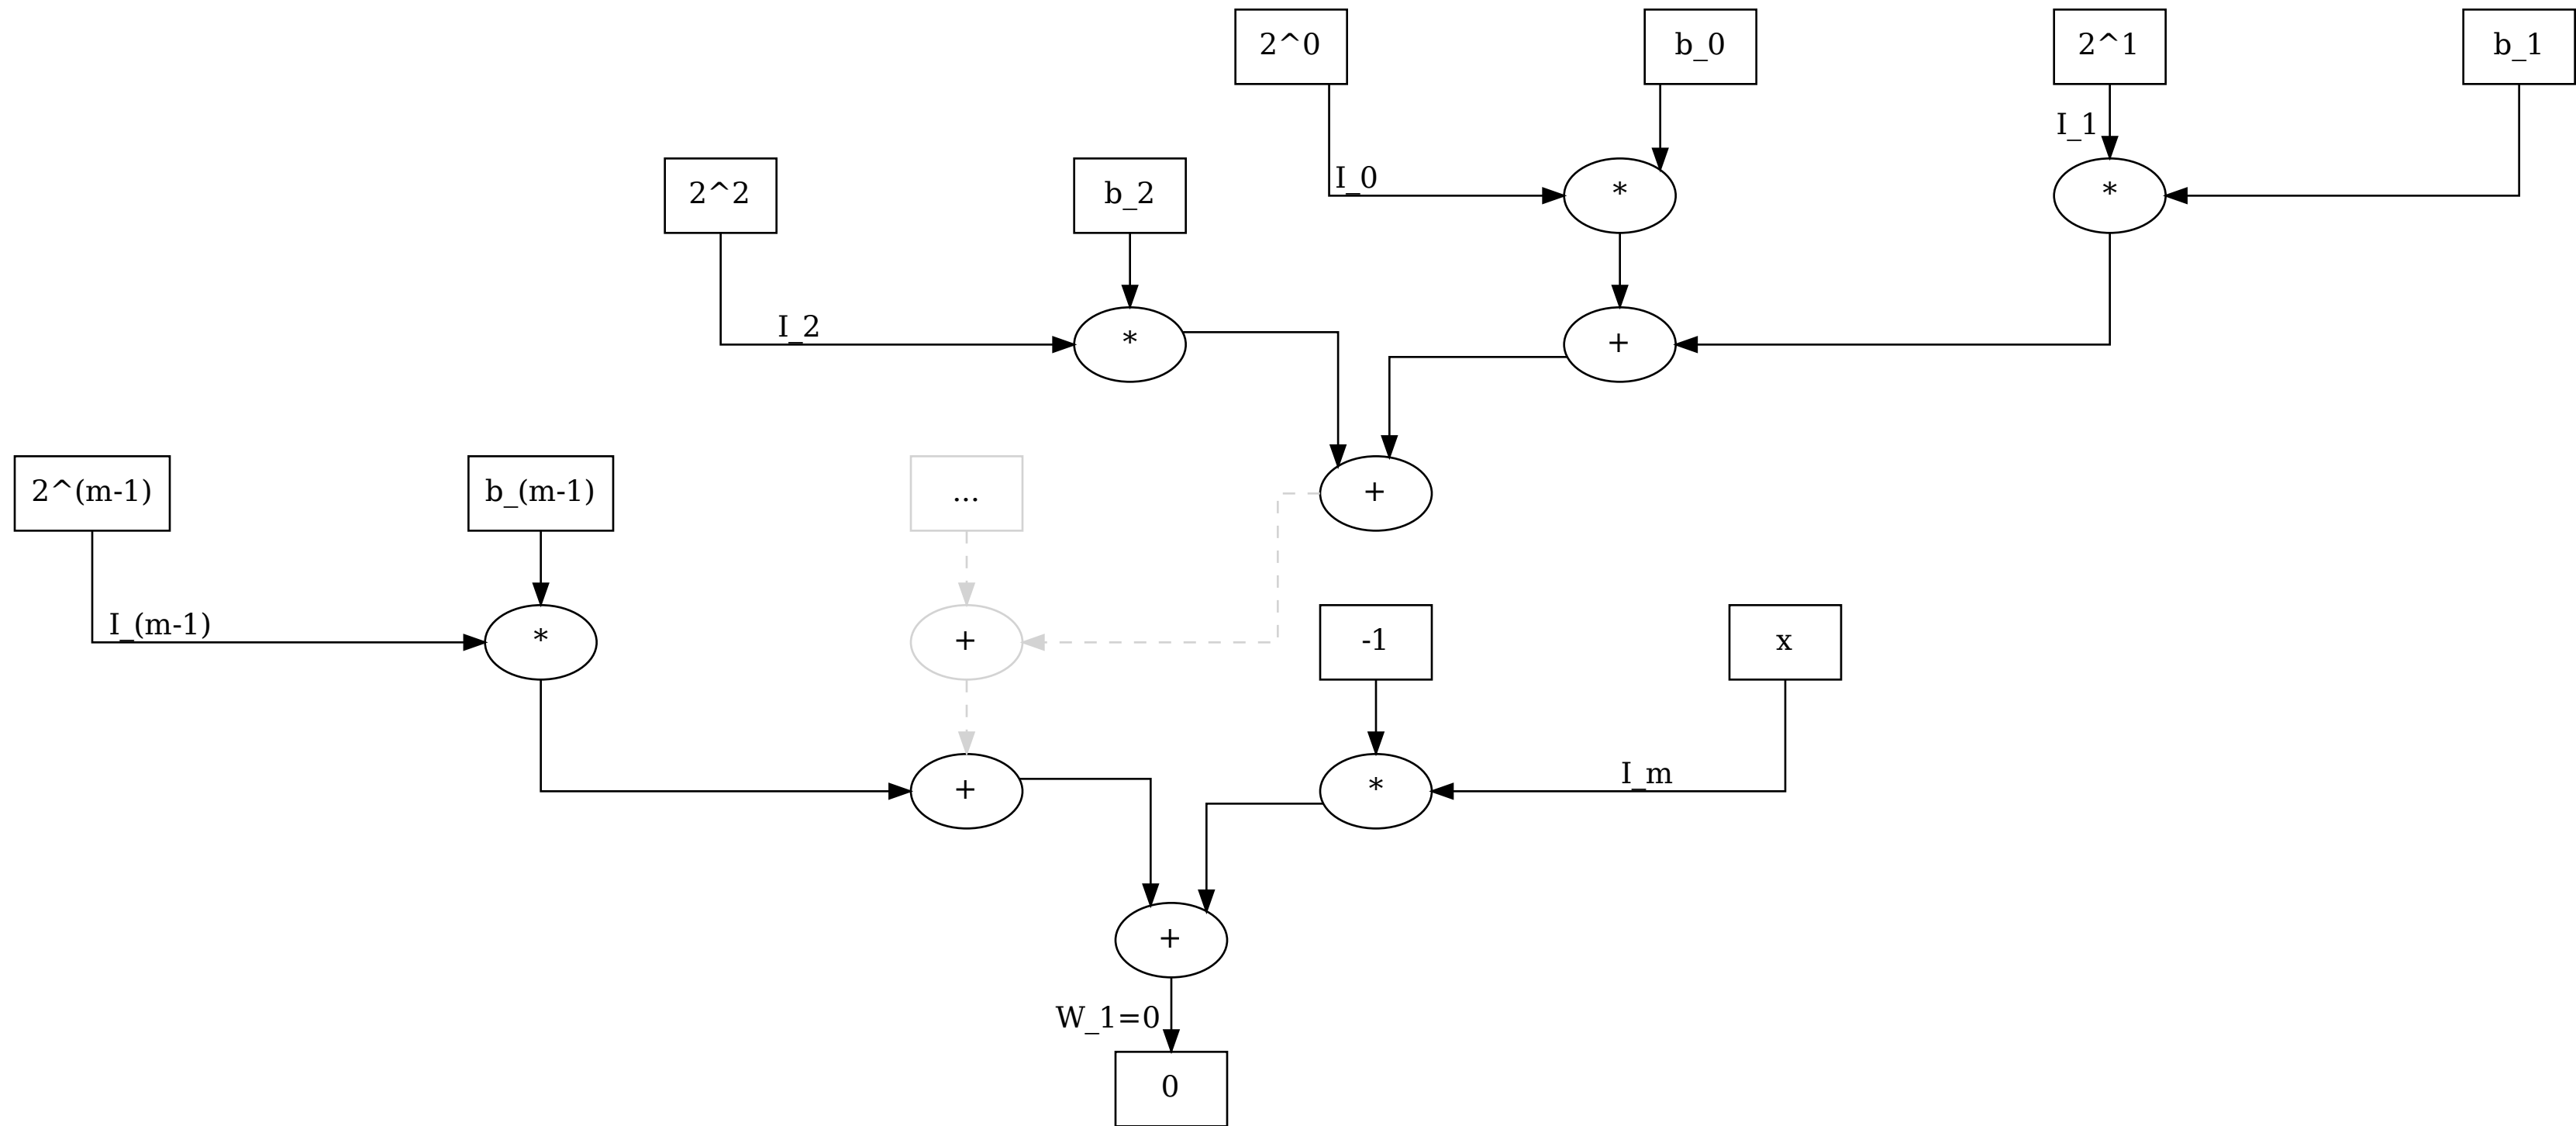 2^0
b_0
2^1
b_1
I_1
2^2
b_2
I_0
*
*
I_2
*
+
2^(m-1)
b_(m-1)
...
+
I_(m-1)
*
+
-1
x
+
*
I_m
+
W_1=0
0